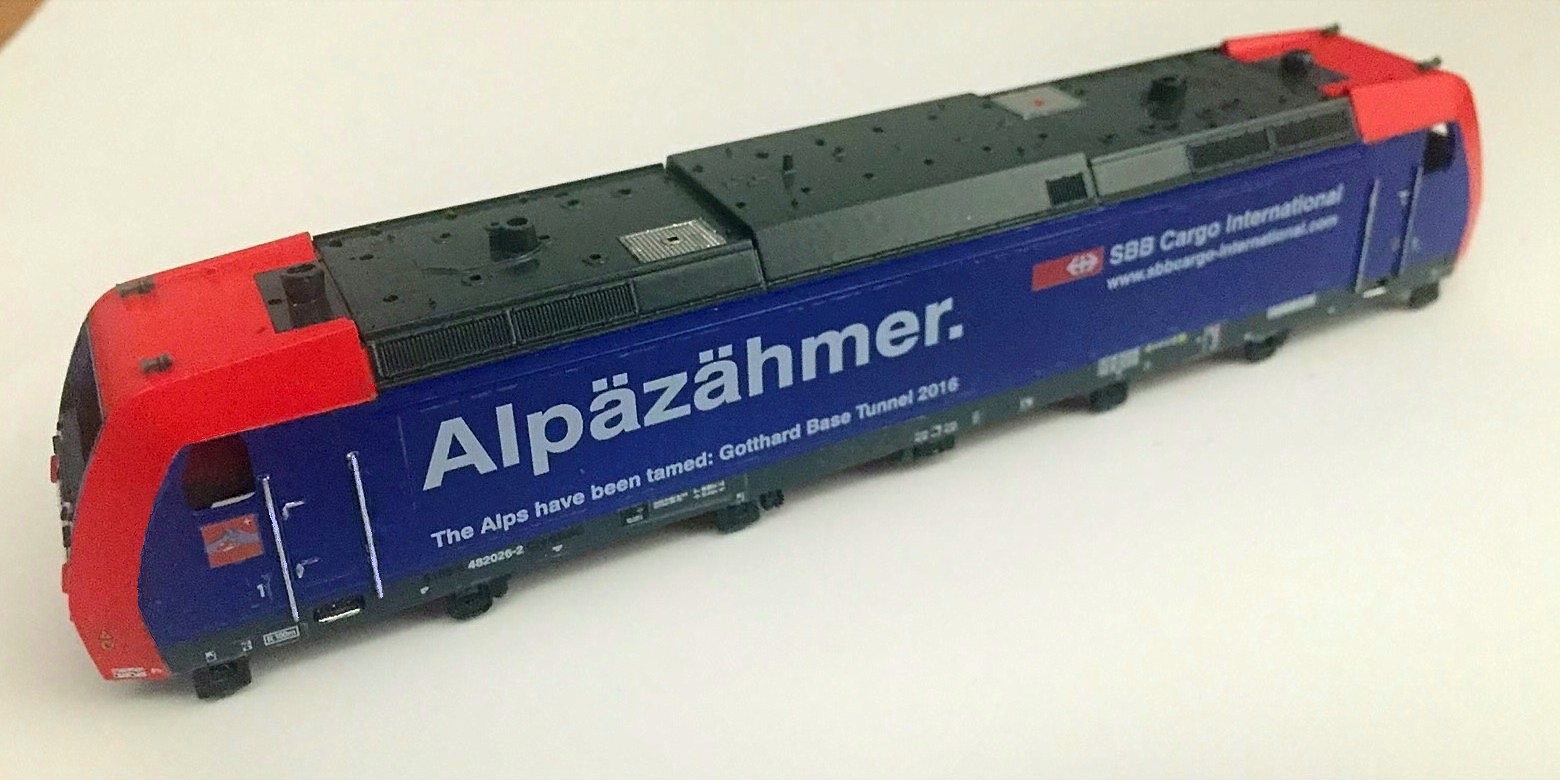 Alpäzähmer.
The Alps have been tamed: Gotthard Base Tunnel 2016
SBB Cargo International
www.sbbcargo-international.com
482026-2
1